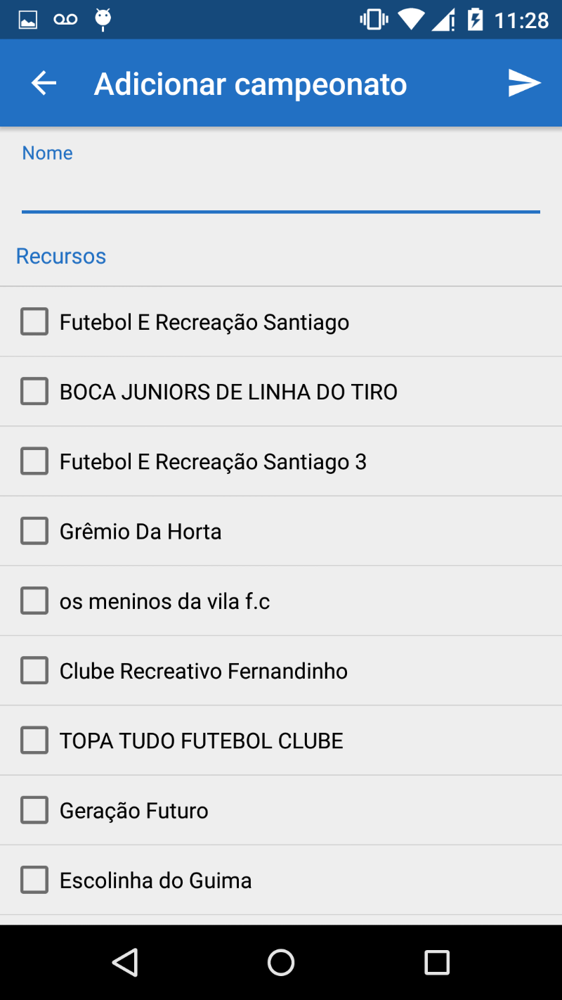 11:28
Adicionar campeonato
Nome
Recursos
Futebol E Recreação Santiago
BOCA JUNIORS DE LINHA DO TIRO
Futebol E Recreação Santiago 3
Grêmio Da Horta
os meninos da vila f.c
Clube Recreativo Fernandinho
TOPA TUDO FUTEBOL CLUBE
Geração Futuro
Escolinha do Guima